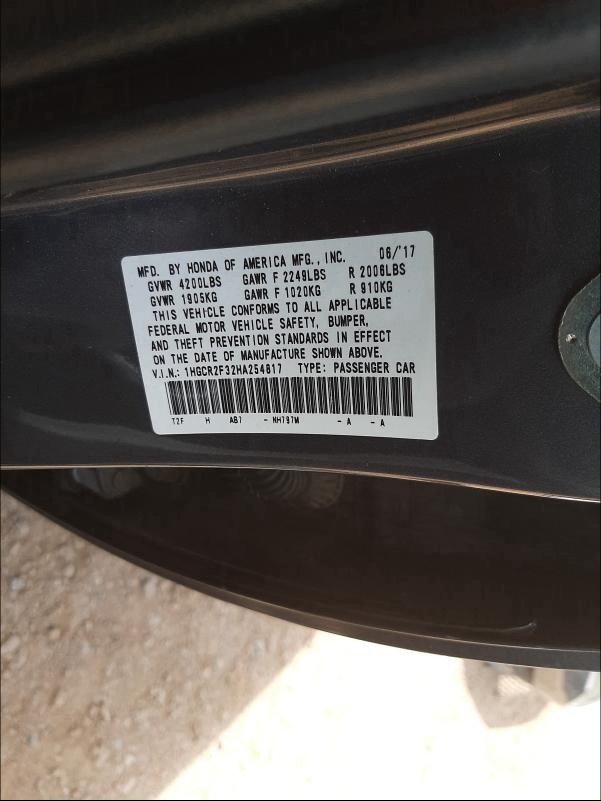 MFD. BY HONDA OF AMERICA MFG., INC. 06/'17
GVWR 4200LBS GAWR F 2249LBS R 2006LBS
GVWR 1905KG GAWR F 1020KG R 910KG
THIS VEHICLE CONFORMS TO ALL APPLICABLE
FEDERAL MOTOR VEHICLE SAFETY, BUMPER,
AND THEFT PREVENTION STANDARDS IN EFFECT
ON THE DATE OF MANUFACTURE SHOWN ABOVE.
V.I.N.: 1HGCR2F32HA254817 TYPE: PASSENGER CAR
T2F H AB7 - NH797M - A - A